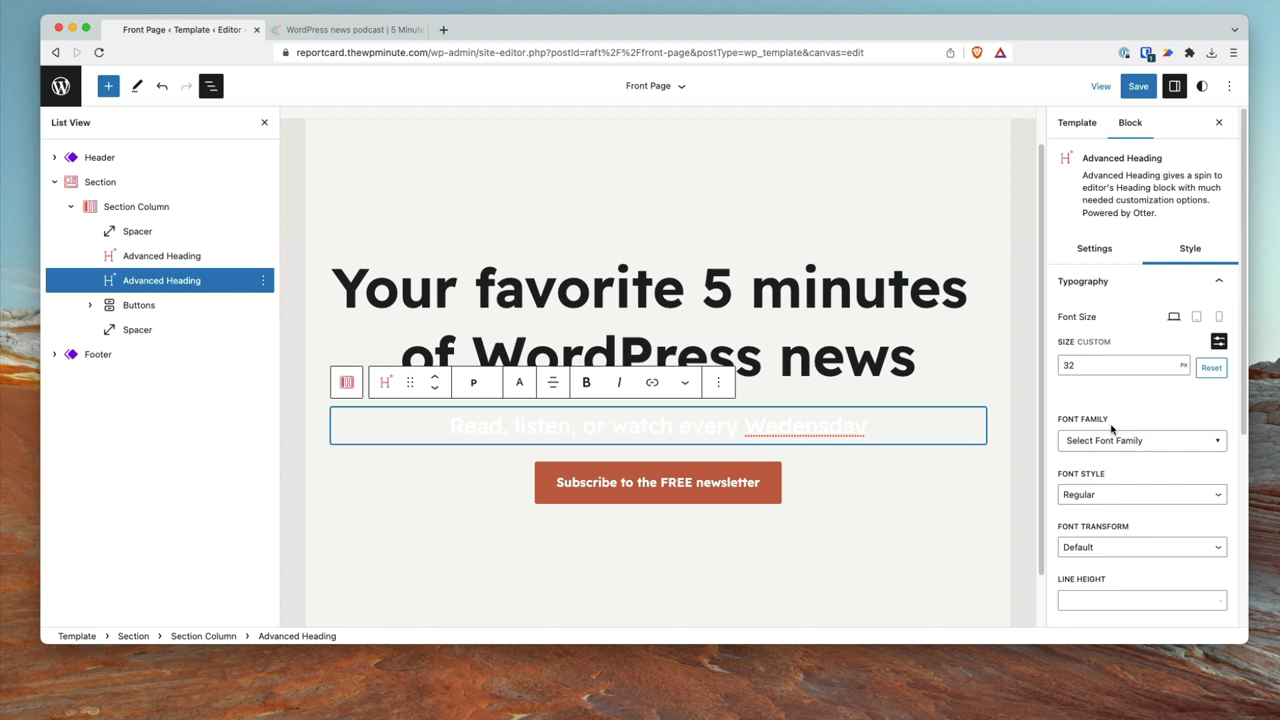 Front Page ‹ Template ‹ Editor ‹
WordPress news podcast | 5 Minute
reportcard.thewpminute.com/wp-admin/site-editor.php?postId=raft%2F%2Ffront-page&postType=wp_template&canvas=edit
Front Page
View
Save
List View
Header
Section
Section Column
Spacer
Advanced Heading
Advanced Heading
Buttons
Spacer
Footer
Your favorite 5 minutes
of WordPress news
P
A
B
I
Read, listen, or watch every Wedensday
Subscribe to the FREE newsletter
Template
Block
Advanced Heading
Advanced Heading gives a spin to
editor's Heading block with much
needed customization options.
Powered by Otter.
Settings
Style
Typography
Font Size
SIZE CUSTOM
32
PX
Reset
FONT FAMILY
Select Font Family
FONT STYLE
Regular
FONT TRANSFORM
Default
LINE HEIGHT
Template
Section
Section Column
Advanced Heading